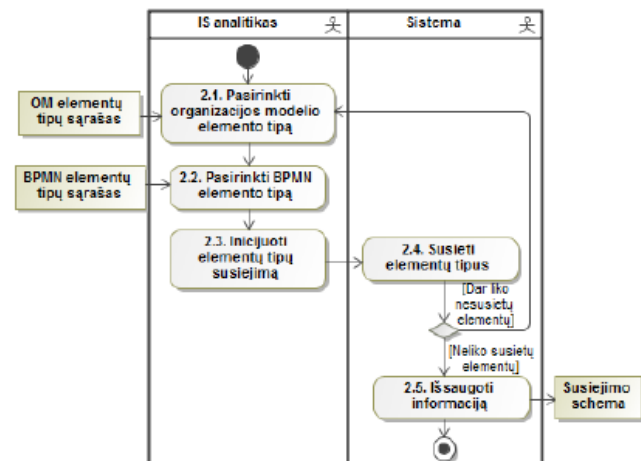 IS analitikas
Sistema
2.1. Pasirinkti
organizacijos modelio
elemento tipą
OM elementų
tipų sąrašas
2.2. Pasirinkti BPMN
elemento tipą
BPMN elementų
tipų sąrašas
2.3. Inicijuoti
elementų tipų
susiejimą
2.4. Susieti
elementų tipus
[Dar liko
nesusietų
elementų]
[Neliko susietų
elementų]
2.5. Išsaugoti
informaciją
Susiejimo
schema